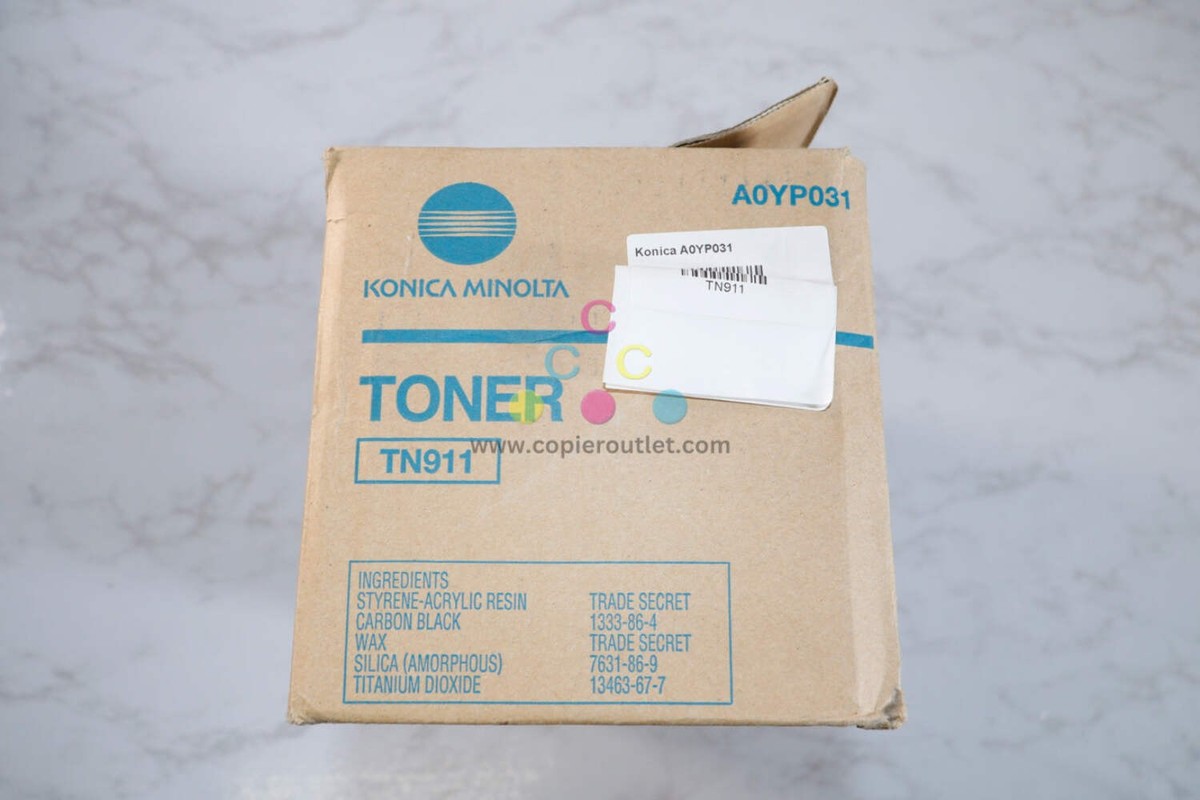 A0YP031
KONICA MINOLTA
Konica A0YP031
TN911
C
C C
TONER
www.copieroutlet.com
TN911
INGREDIENTS
STYRENE-ACRYLIC RESIN TRADE SECRET
CARBON BLACK 1333-86-4
WAX TRADE SECRET
SILICA (AMORPHOUS) 7631-86-9
TITANIUM DIOXIDE 13463-67-7